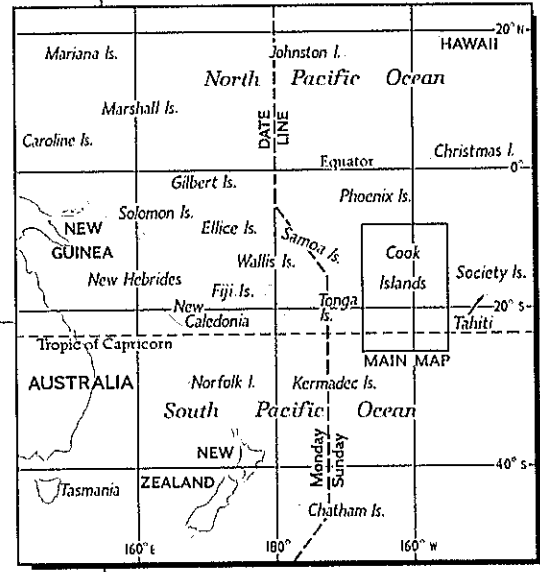 20° N
HAWAII
Mariana Is.
Johnston I.
North Pacific Ocean
Marshall Is.
DATE LINE
Caroline Is.
Christmas I.
Equator
0°
Gilbert Is.
Phoenix Is.
Solomon Is.
NEW
GUINEA
Ellice Is.
Samoa Is.
Cook
Islands
Wallis Is.
New Hebrides
Society Is.
Fiji Is.
Tonga
Is.
20° S
New
Caledonia
Tahiti
Tropic of Capricorn
MAIN MAP
AUSTRALIA
Norfolk I.
Kermadec Is.
South Pacific Ocean
Monday
Sunday
NEW
ZEALAND
40° S
Tasmania
Chatham Is.
160° E
180°
160° W